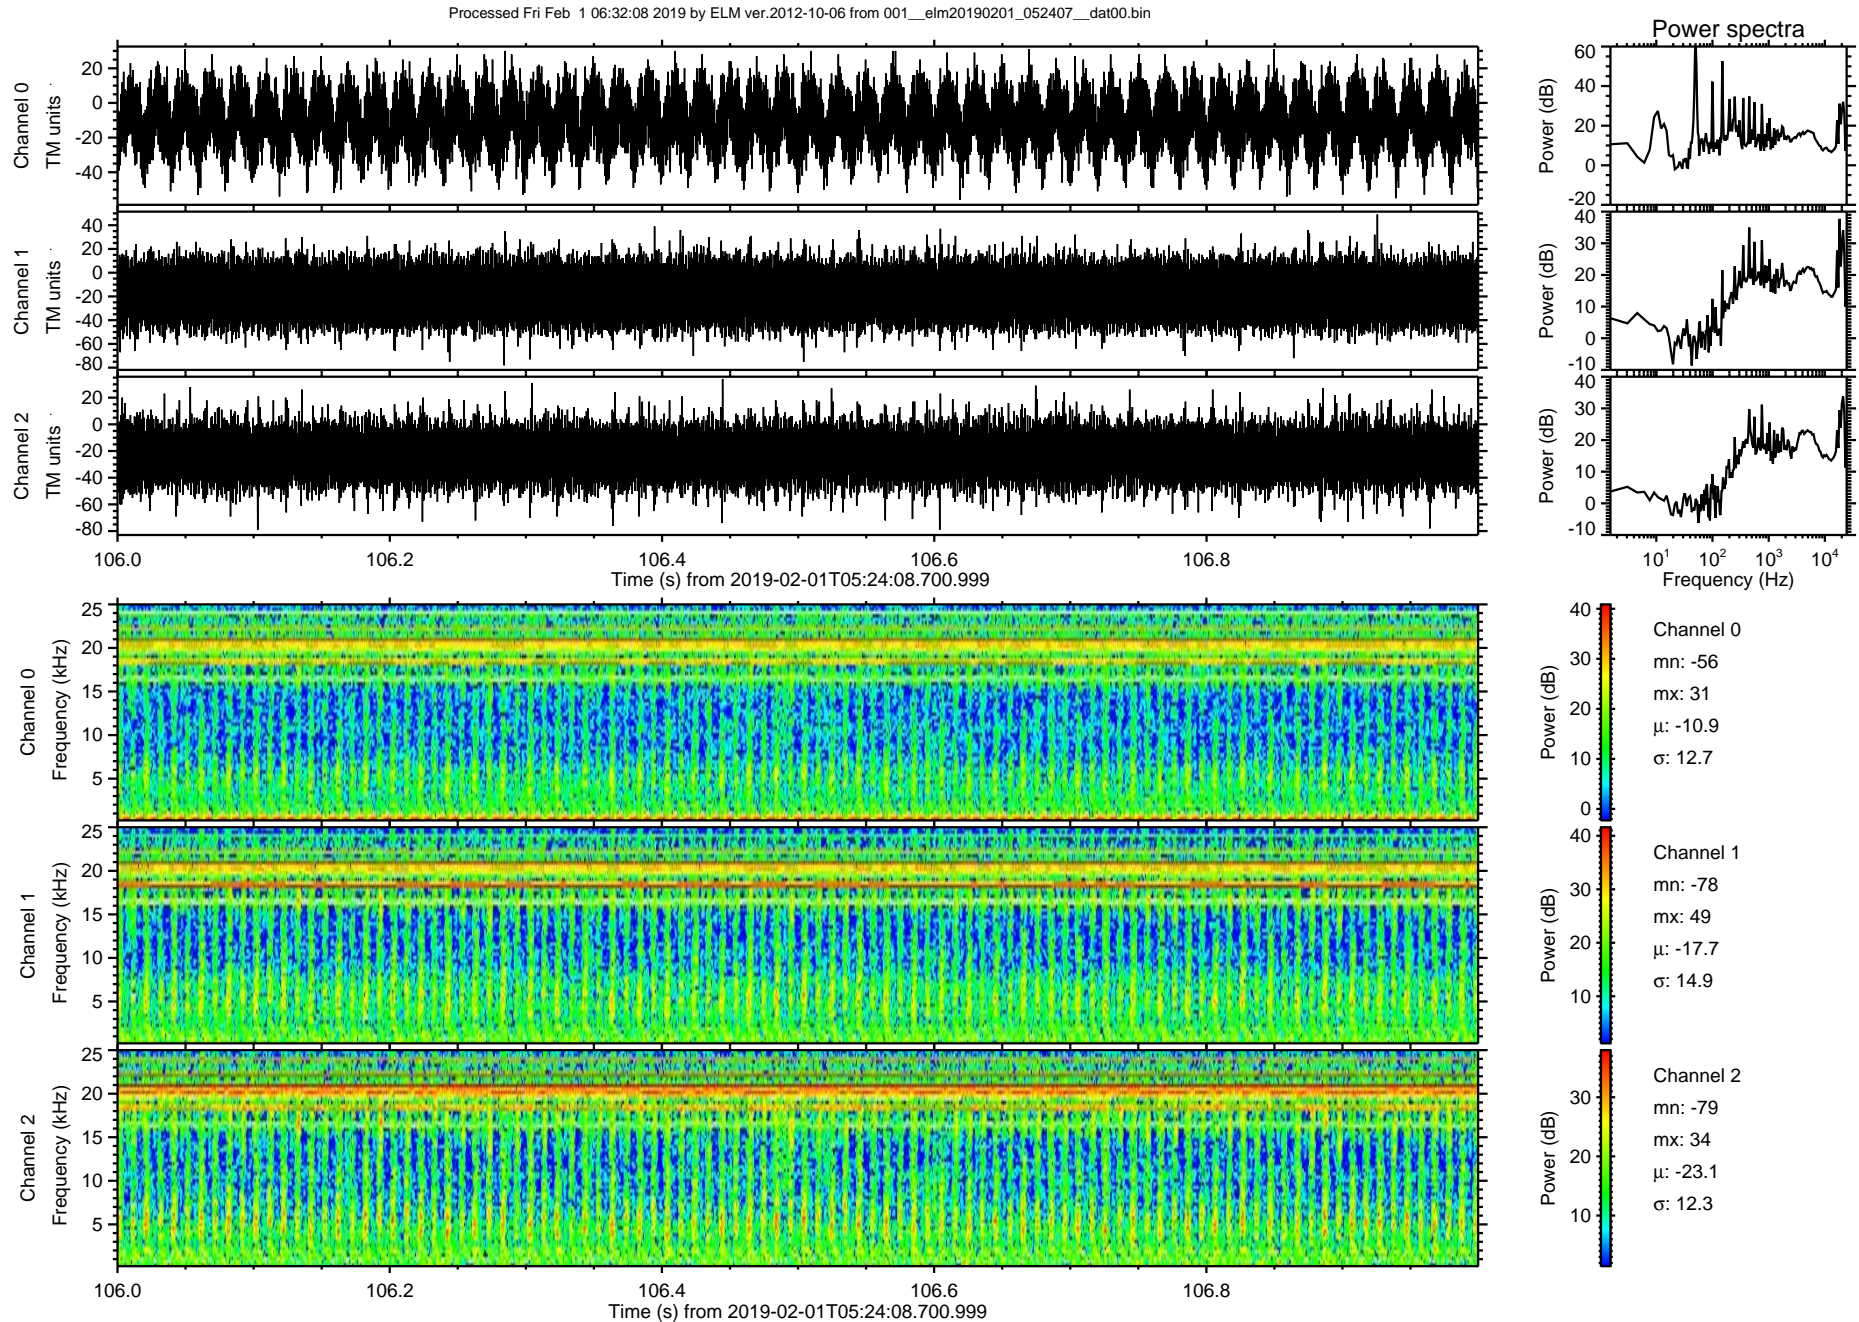 Processed Fri Feb  1 06:32:08 2019 by ELM ver.2012-10-06 from 001__elm20190201_052407__dat00.bin
Power spectra
Channel 0
TM units
20
0
-20
-40
Power (dB)
60
40
20
0
-20
Channel 1
TM units
40
20
0
-20
-40
-60
-80
Power (dB)
40
30
20
10
0
-10
Channel 2
TM units
20
0
-20
-40
-60
-80
Power (dB)
40
30
20
10
0
-10
106.0 106.2 106.4 106.6 106.8
Time (s) from 2019-02-01T05:24:08.700.999
10¹ 10² 10³ 10⁴
Frequency (Hz)
Channel 0
Frequency (kHz)
25
20
15
10
5
Power (dB)
40
30
20
10
0
Channel 0
mn: -56
mx: 31
μ: -10.9
σ: 12.7
Channel 1
Frequency (kHz)
25
20
15
10
5
Power (dB)
40
30
20
10
Channel 1
mn: -78
mx: 49
μ: -17.7
σ: 14.9
Channel 2
Frequency (kHz)
25
20
15
10
5
Power (dB)
30
20
10
Channel 2
mn: -79
mx: 34
μ: -23.1
σ: 12.3
106.0 106.2 106.4 106.6 106.8
Time (s) from 2019-02-01T05:24:08.700.999